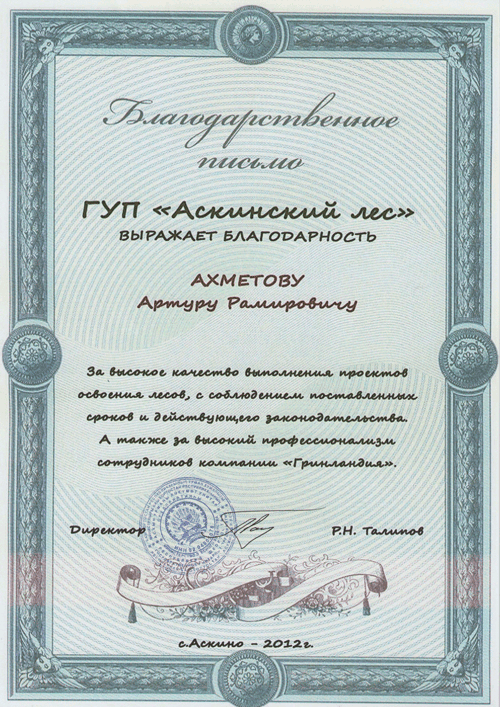 Благодарственное
письмо
ГУП «Аскинский лес»
ВЫРАЖАЕТ БЛАГОДАРНОСТЬ
АХМЕТОВУ
Артуру Рамировичу
За высокое качество выполнения проектов
освоения лесов, с соблюдением поставленных
сроков и действующего законодательства.
А также за высокий профессионализм
сотрудников компании «Гринландия».
Директор Р.Н. Талипов
с.Аскино - 2012г.